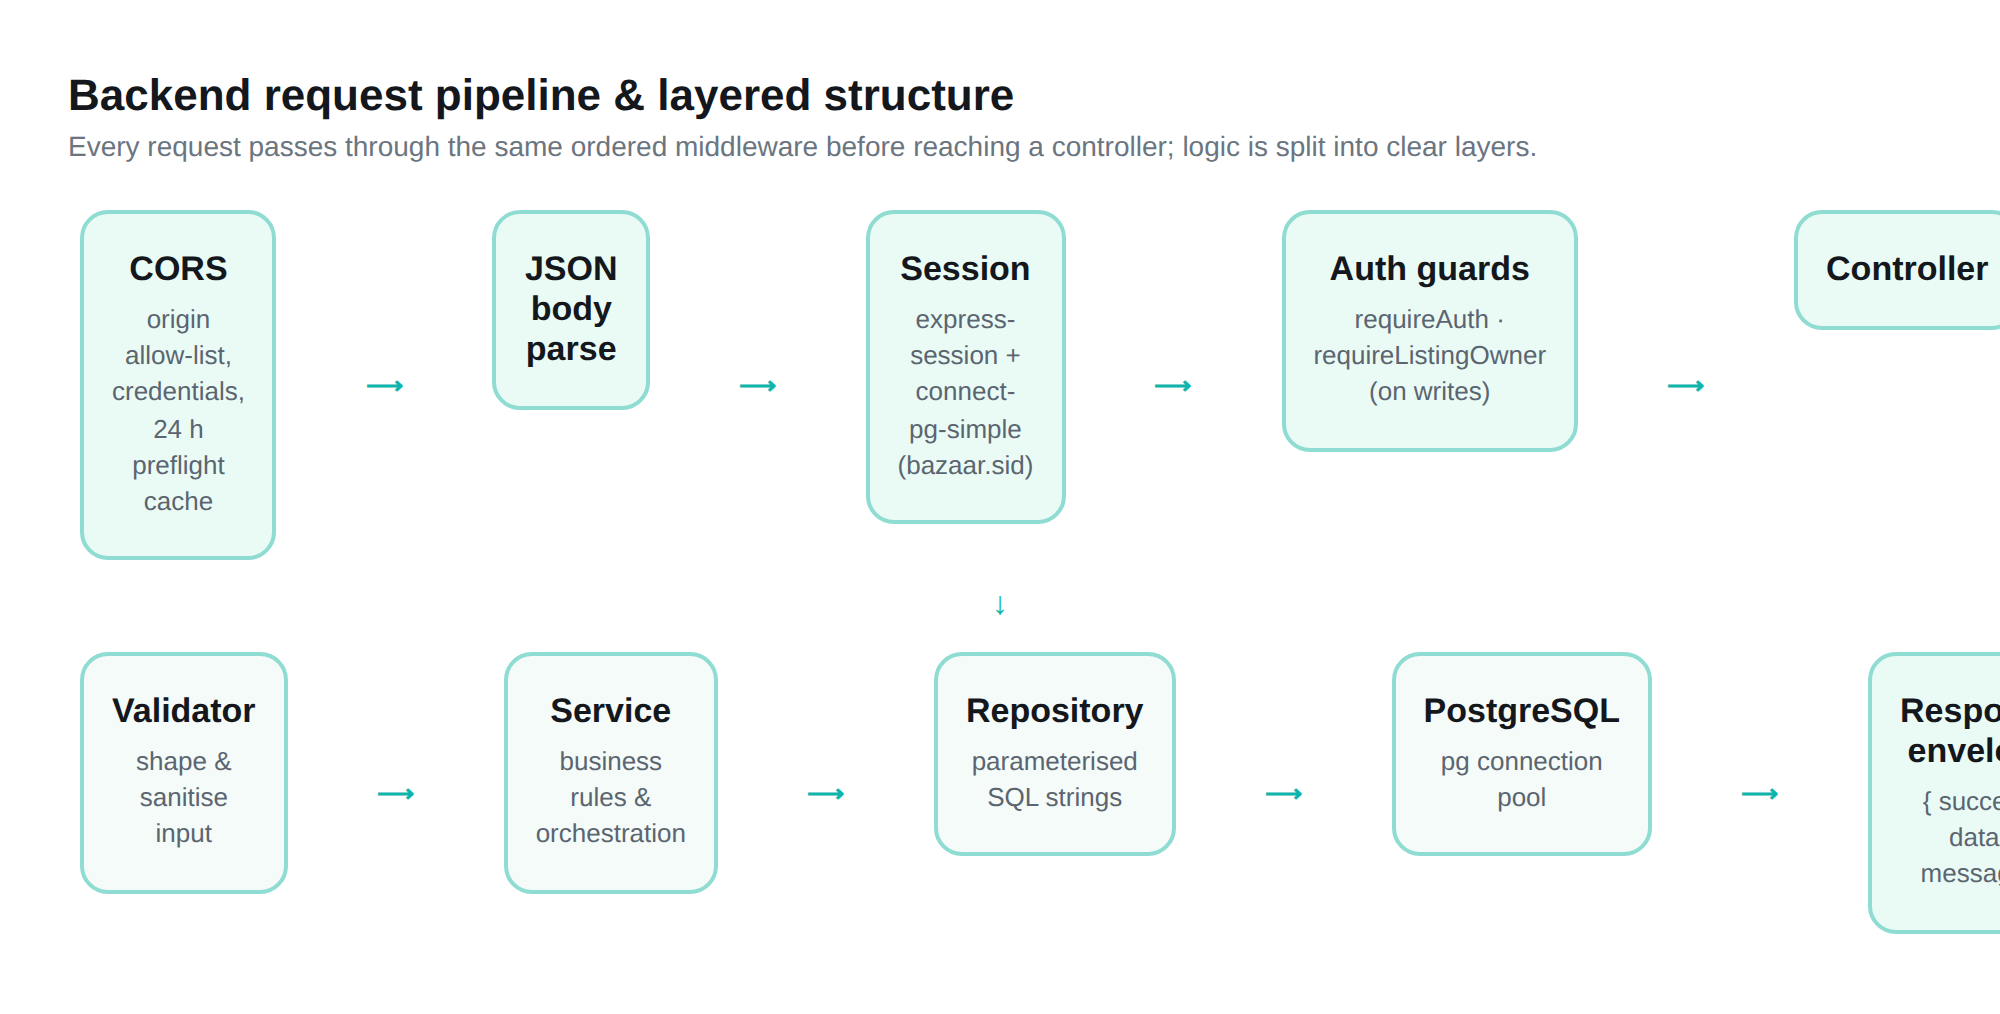 Backend request pipeline & layered structure
Every request passes through the same ordered middleware before reaching a controller; logic is split into clear layers.
CORS
origin
allow-list,
credentials,
24 h
preflight
cache
⟶
JSON
body
parse
⟶
Session
express-
session +
connect-
pg-simple
(bazaar.sid)
⟶
Auth guards
requireAuth ·
requireListingOwner
(on writes)
⟶
Controller
↓
Validator
shape &
sanitise
input
⟶
Service
business
rules &
orchestration
⟶
Repository
parameterised
SQL strings
⟶
PostgreSQL
pg connection
pool
⟶
{
data